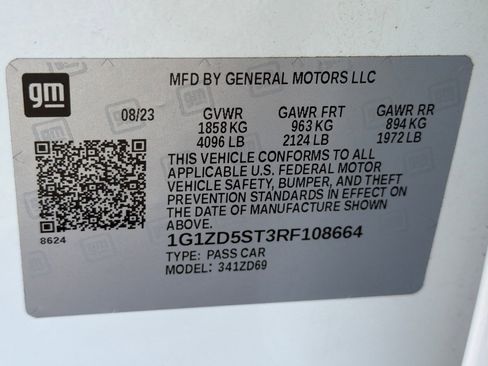 gm
MFD BY GENERAL MOTORS LLC
08/23 GVWR GAWR FRT GAWR RR
1858 KG 963 KG 894 KG
4096 LB 2124 LB 1972 LB
THIS VEHICLE CONFORMS TO ALL
APPLICABLE U.S. FEDERAL MOTOR
VEHICLE SAFETY, BUMPER, AND THEFT
PREVENTION STANDARDS IN EFFECT ON
THE DATE OF MANUFACTURE SHOWN
ABOVE.
8624
1G1ZD5ST3RF108664
TYPE: PASS CAR
MODEL: 341ZD69